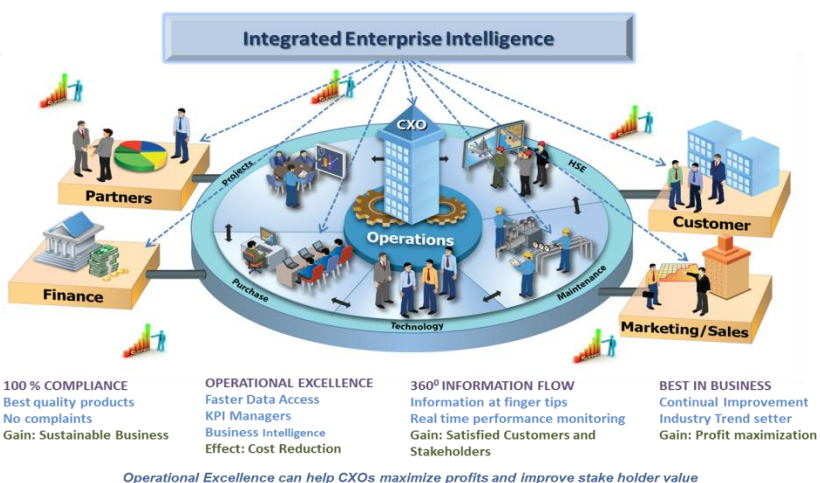 Integrated Enterprise Intelligence
CXO
Projects
HSE
Partners
Customer
Operations
Finance
Purchase
Maintenance
Technology
Marketing/Sales
100 % COMPLIANCE
Best quality products
No complaints
Gain: Sustainable Business
OPERATIONAL EXCELLENCE
Faster Data Access
KPI Managers
Business Intelligence
Effect: Cost Reduction
360⁰ INFORMATION FLOW
Information at finger tips
Real time performance monitoring
Gain: Satisfied Customers and
Stakeholders
BEST IN BUSINESS
Continual Improvement
Industry Trend setter
Gain: Profit maximization
Operational Excellence can help CXOs maximize profits and improve stake holder value